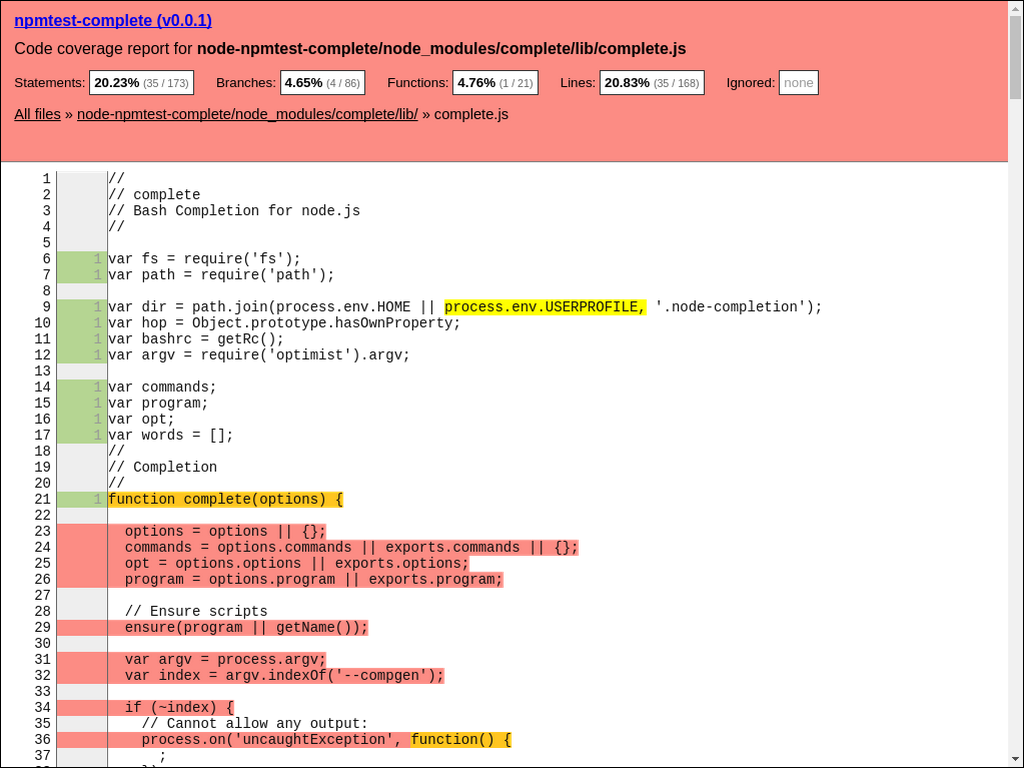 npmtest-complete (v0.0.1)
Code coverage report for node-npmtest-complete/node_modules/complete/lib/complete.js
Statements: 20.23% (35 / 173) Branches: 4.65% (4 / 86) Functions: 4.76% (1 / 21) Lines: 20.83% (35 / 168) Ignored: none
All files » node-npmtest-complete/node_modules/complete/lib/ » complete.js
1 //
2 // complete
3 // Bash Completion for node.js
4 //
5
6 1 var fs = require('fs');
7 1 var path = require('path');
8
9 1 var dir = path.join(process.env.HOME || process.env.USERPROFILE, '.node-completion');
10 1 var hop = Object.prototype.hasOwnProperty;
11 1 var bashrc = getRc();
12 1 var argv = require('optimist').argv;
13
14 1 var commands;
15 1 var program;
16 1 var opt;
17 1 var words = [];
18 //
19 // Completion
20 //
21 1 function complete(options) {
22
23 options = options || {};
24 commands = options.commands || exports.commands || {};
25 opt = options.options || exports.options;
26 program = options.program || exports.program;
27
28 // Ensure scripts
29 ensure(program || getName());
30
31 var argv = process.argv;
32 var index = argv.indexOf('--compgen');
33
34 if (~index) {
35 // Cannot allow any output:
36 process.on('uncaughtException', function() {
37 ;